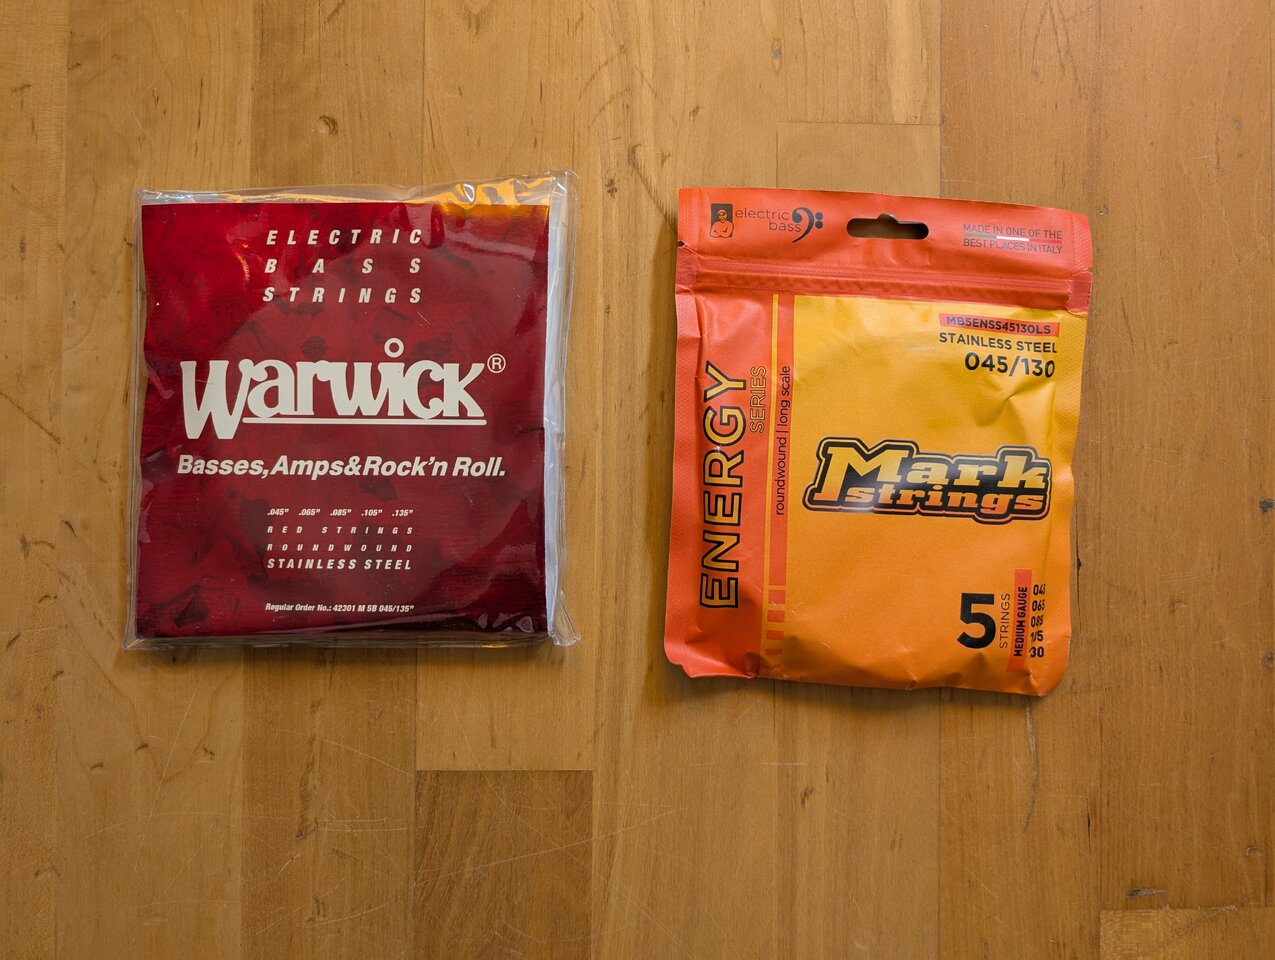 ELECTRIC
BASS
STRINGS
Warwick®
Basses, Amps & Rock'n Roll.
.045" .065" .085" .105" .135"
RED STRINGS
ROUNDWOUND
STAINLESS STEEL
Regular Order No.: 42301 M 5B 045/135"
electric
bass
MADE IN ONE OF THE
BEST PLACES IN ITALY
MB5ENSS45130LS
STAINLESS STEEL
045/130
ENERGY
SERIES
roundwound | long scale
Mark
strings
5
STRINGS
MEDIUM GAUGE
065
085